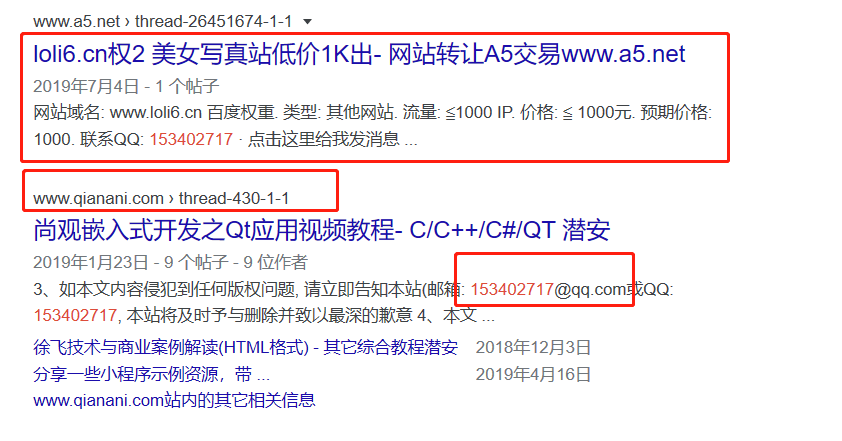 www.a5.net › thread-26451674-1-1
loli6.cn权2 美女写真站低价1K出- 网站转让A5交易www.a5.net
2019年7月4日 - 1 个帖子
网站域名: www.loli6.cn 百度权重. 类型: 其他网站. 流量: ≦1000 IP. 价格: ≦ 1000元. 预期价格:
1000. 联系QQ: 153402717 · 点击这里给我发消息 ...
www.qianani.com › thread-430-1-1
尚观嵌入式开发之Qt应用视频教程- C/C++/C#/QT 潜安
2019年1月23日 - 9 个帖子 - 9 位作者
3、如本文内容侵犯到任何版权问题, 请立即告知本站(邮箱: 153402717@qq.com或QQ:
153402717, 本站将及时予与删除并致以最深的歉意 4、本文 ...
徐飞技术与商业案例解读(HTML格式) - 其它综合教程潜安 2018年12月3日
分享一些小程序示例资源，带 ... 2019年4月16日
www.qianani.com站内的其它相关信息